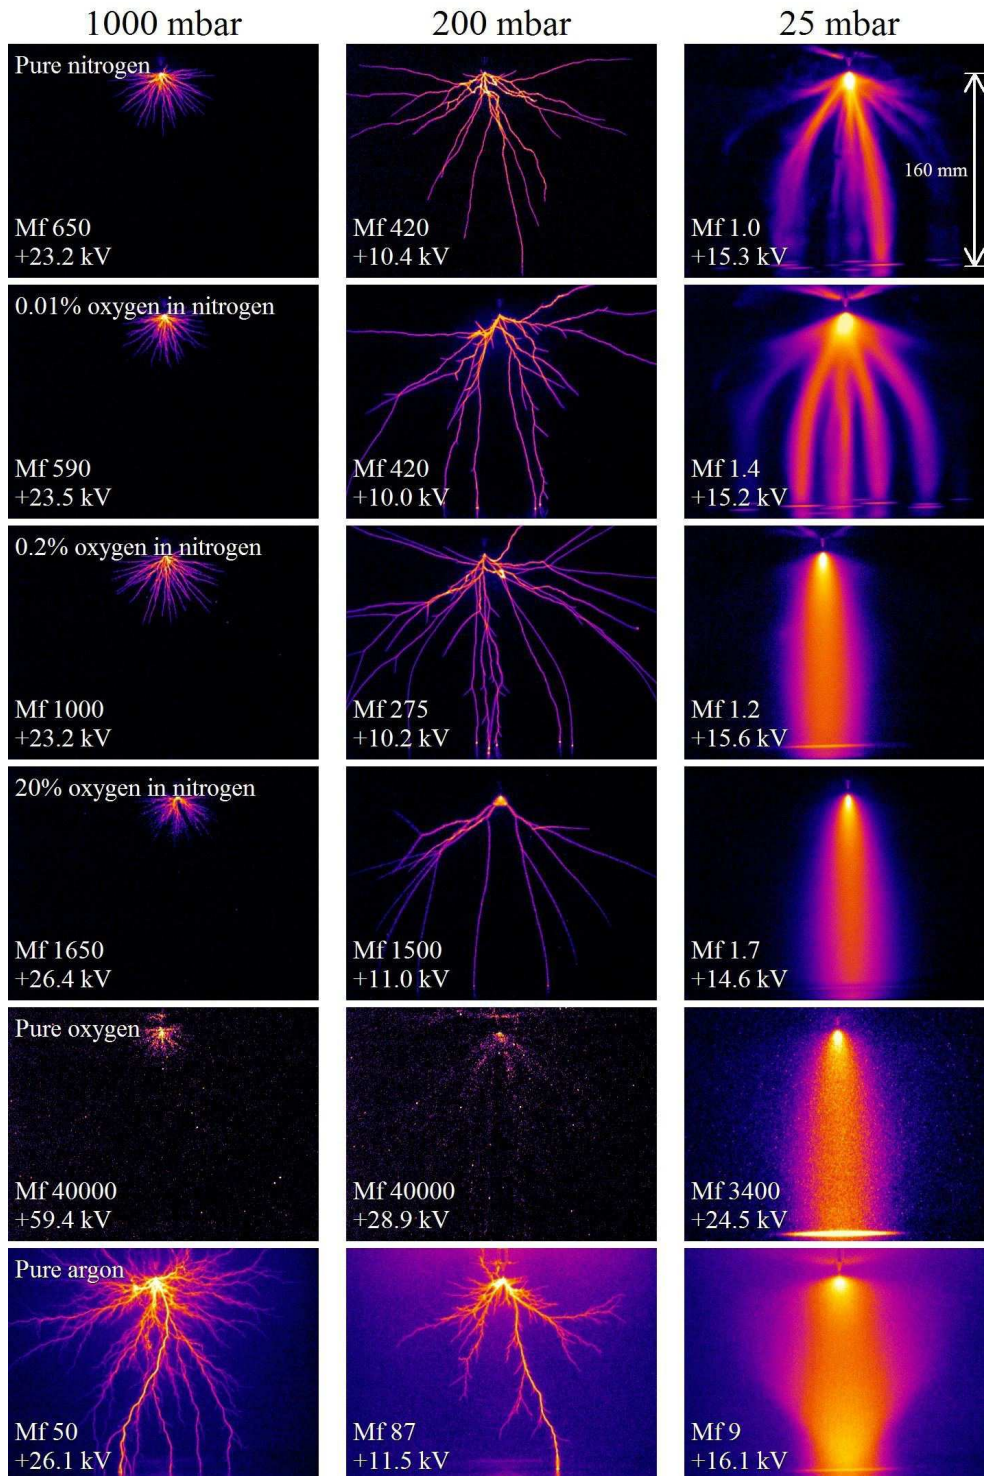 1000 mbar
200 mbar
25 mbar
Pure nitrogen
Mf 650
+23.2 kV
Mf 420
+10.4 kV
160 mm
Mf 1.0
+15.3 kV
0.01% oxygen in nitrogen
Mf 590
+23.5 kV
Mf 420
+10.0 kV
Mf 1.4
+15.2 kV
0.2% oxygen in nitrogen
Mf 1000
+23.2 kV
Mf 275
+10.2 kV
Mf 1.2
+15.6 kV
20% oxygen in nitrogen
Mf 1650
+26.4 kV
Mf 1500
+11.0 kV
Mf 1.7
+14.6 kV
Pure oxygen
Mf 40000
+59.4 kV
Mf 40000
+28.9 kV
Mf 3400
+24.5 kV
Pure argon
Mf 50
+26.1 kV
Mf 87
+11.5 kV
Mf 9
+16.1 kV